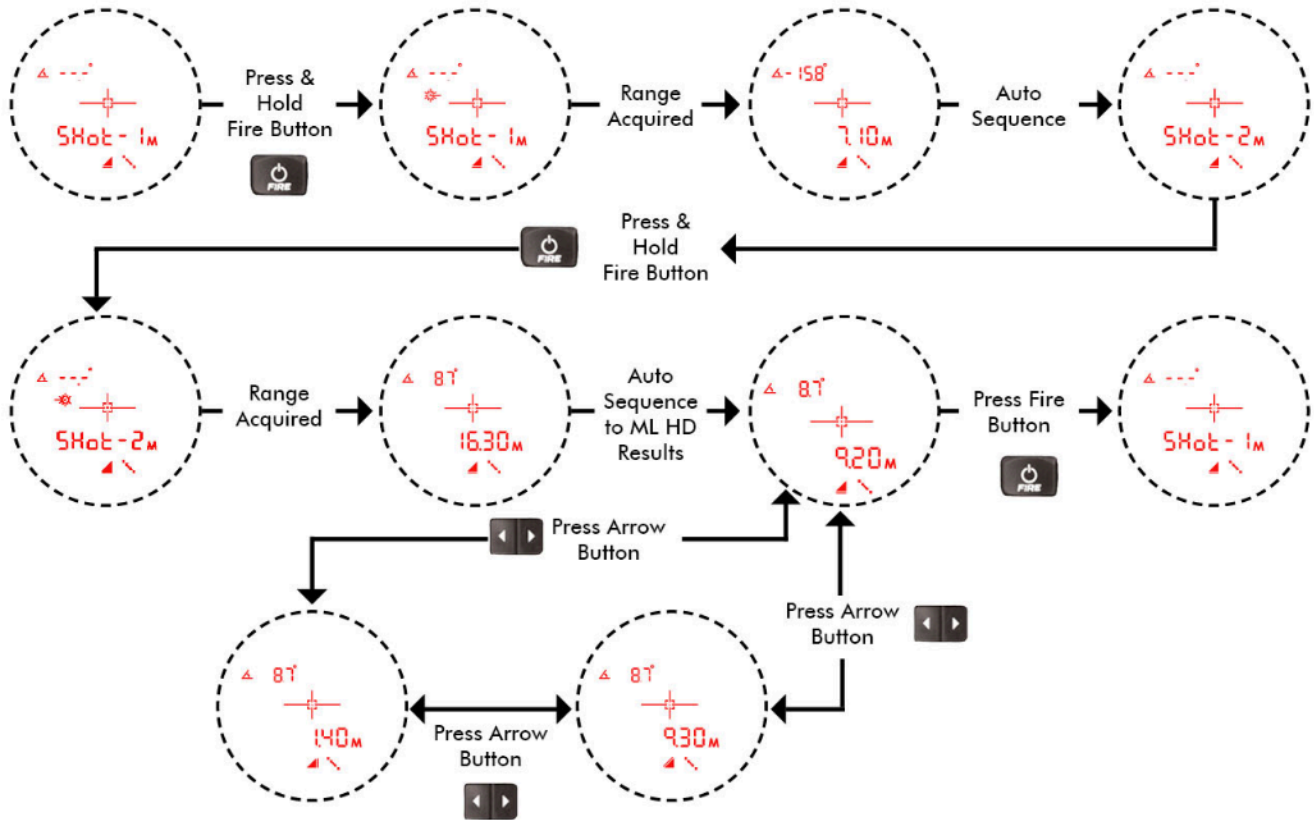 ∡ ---°
SHot-1M
Press &
Hold
Fire Button
FIRE
∡ ---°
SHot-1M
Range
Acquired
∡ -15.8°
7.10M
Auto
Sequence
∡ ---°
SHot-2M
Press &
Hold
Fire Button
FIRE
∡ ---°
SHot-2M
Range
Acquired
∡ 8.7°
16.30M
Auto
Sequence
to ML HD
Results
∡ 8.7°
9.20M
Press Fire
Button
FIRE
∡ ---°
SHot-1M
Press Arrow
Button
Press Arrow
Button
∡ 8.7°
1.40M
Press Arrow
Button
∡ 8.7°
9.30M